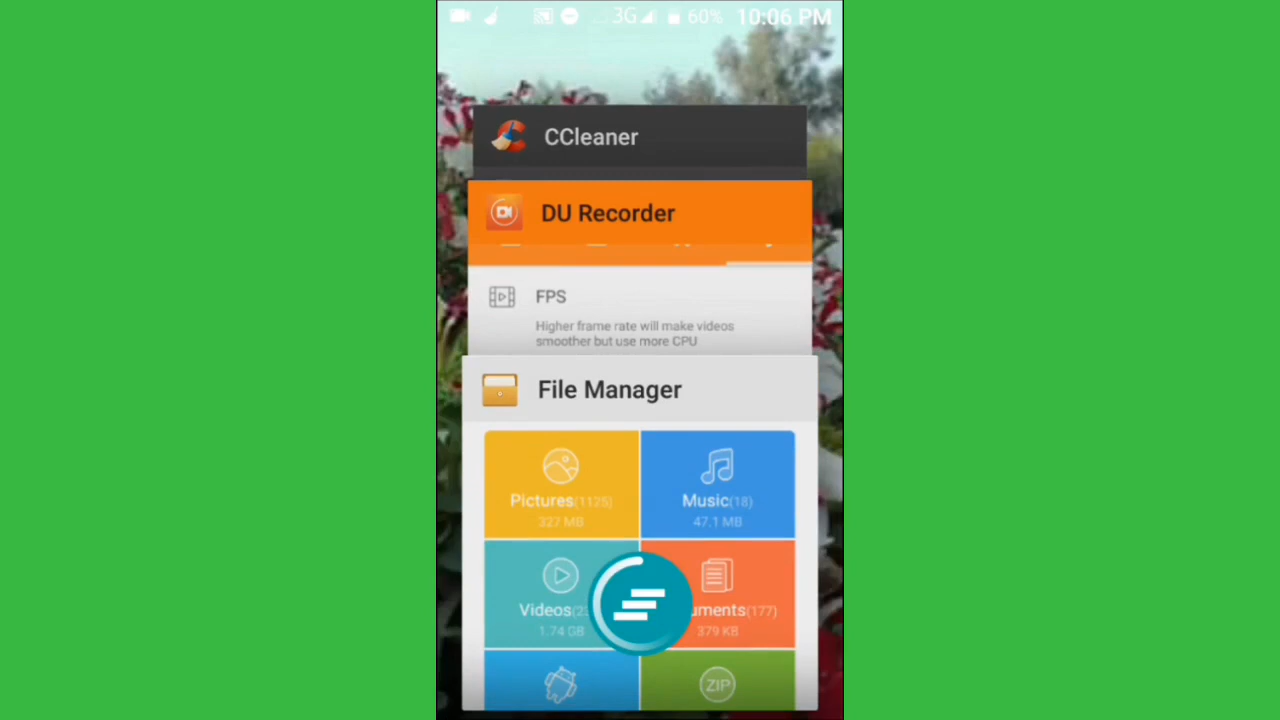 3G 60% 10:06 PM
CCleaner
DU Recorder
FPS
Higher frame rate will make videos
smoother but use more CPU
File Manager
Pictures(1125)
327 MB
Music(18)
47.1 MB
Videos
1.74 GB
uments(177)
379 KB
ZIP